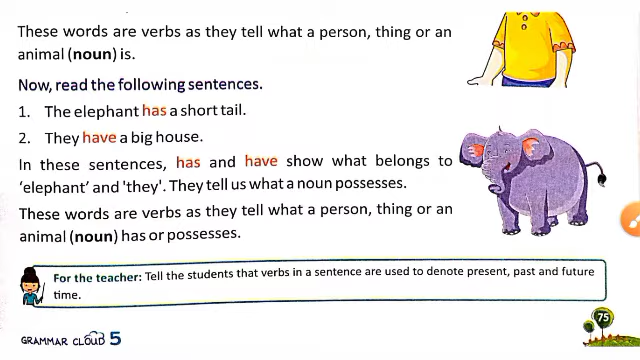 These words are verbs as they tell what a person, thing or an
animal (noun) is.
Now, read the following sentences.
1. The elephant has a short tail.
2. They have a big house.
In these sentences, has and have show what belongs to
‘elephant’ and 'they'. They tell us what a noun possesses.
These words are verbs as they tell what a person, thing or an
animal (noun) has or possesses.
For the teacher: Tell the students that verbs in a sentence are used to denote present, past and future
time.
75
GRAMMAR CLOUD 5